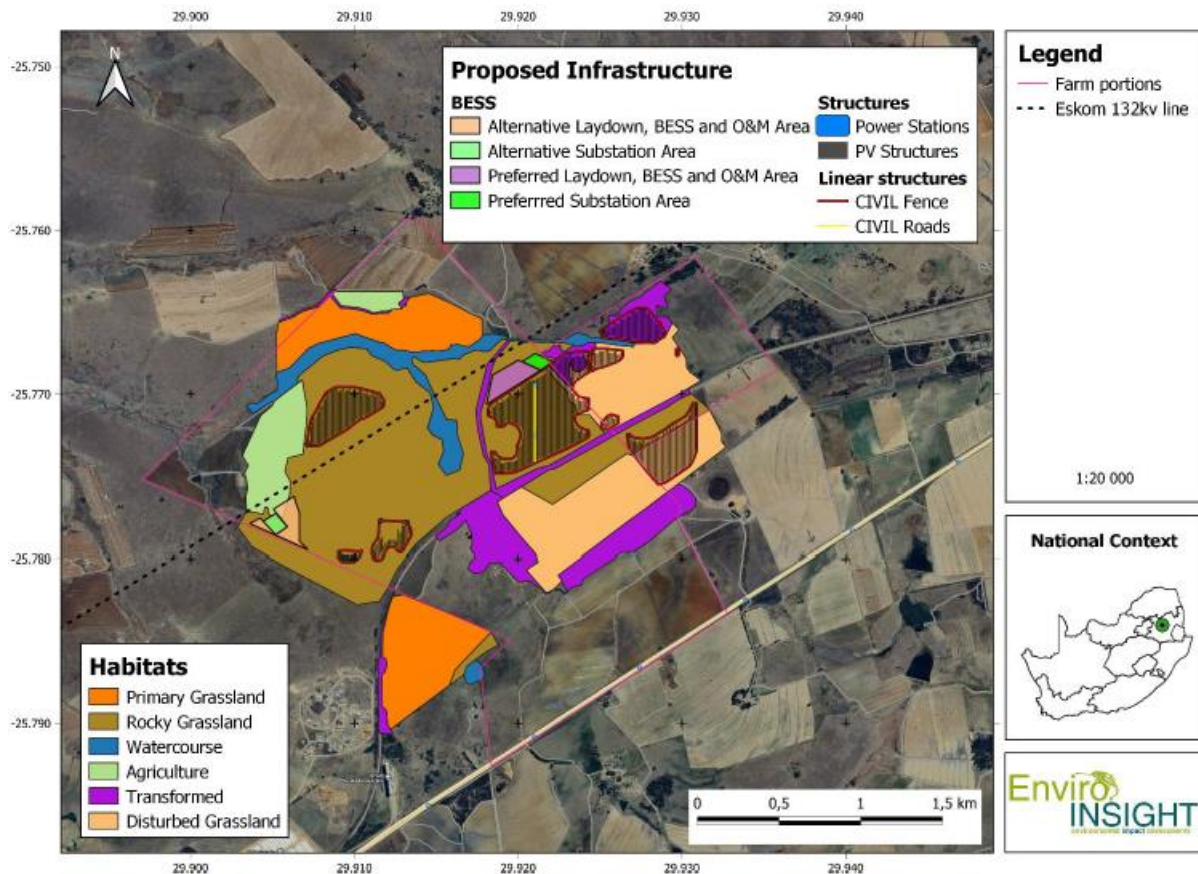 29.900 29.910 29.920 29.930 29.940
-25.750
-25.760
-25.770
-25.780
-25.790
N
Proposed Infrastructure
BESS
Alternative Laydown, BESS and O&M Area
Alternative Substation Area
Preferred Laydown, BESS and O&M Area
Preferrred Substation Area
Structures
Power Stations
PV Structures
Linear structures
CIVIL Fence
CIVIL Roads
Habitats
Primary Grassland
Rocky Grassland
Watercourse
Agriculture
Transformed
Disturbed Grassland
0 0,5 1 1,5 km
29.900 29.910 29.920 29.930 29.940
Legend
Farm portions
Eskom 132kv line
1:20 000
National Context
Enviro
INSIGHT
environmental impact assessments